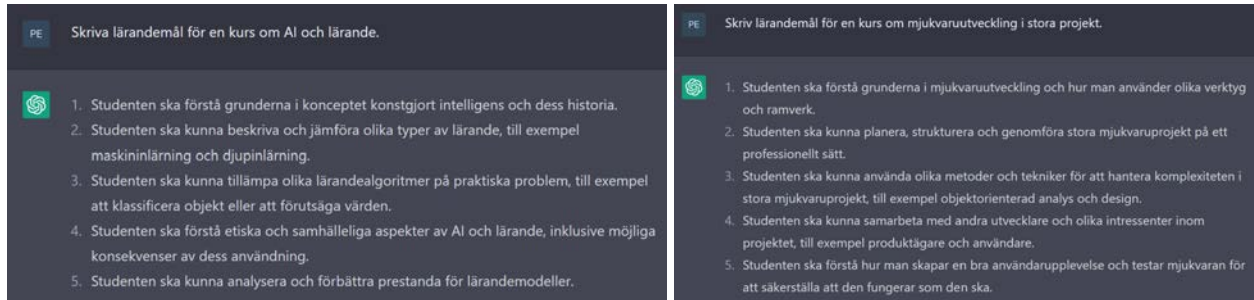 PE
Skriva lärandemål för en kurs om AI och lärande.
1. Studenten ska förstå grunderna i konceptet konstgjort intelligens och dess historia.
2. Studenten ska kunna beskriva och jämföra olika typer av lärande, till exempel
maskininlärning och djupinlärning.
3. Studenten ska kunna tillämpa olika lärandealgoritmer på praktiska problem, till exempel
att klassificera objekt eller att förutsäga värden.
4. Studenten ska förstå etiska och samhälleliga aspekter av AI och lärande, inklusive möjliga
konsekvenser av dess användning.
5. Studenten ska kunna analysera och förbättra prestanda för lärandemodeller.
PE
Skriv lärandemål för en kurs om mjukvaruutveckling i stora projekt.
1. Studenten ska förstå grunderna i mjukvaruutveckling och hur man använder olika verktyg
och ramverk.
2. Studenten ska kunna planera, strukturera och genomföra stora mjukvaruprojekt på ett
professionellt sätt.
3. Studenten ska kunna använda olika metoder och tekniker för att hantera komplexiteten i
stora mjukvaruprojekt, till exempel objektorienterad analys och design.
4. Studenten ska kunna samarbeta med andra utvecklare och olika intressenter inom
projektet, till exempel produktägare och användare.
5. Studenten ska förstå hur man skapar en bra användarupplevelse och testar mjukvaran för
att säkerställa att den fungerar som den ska.